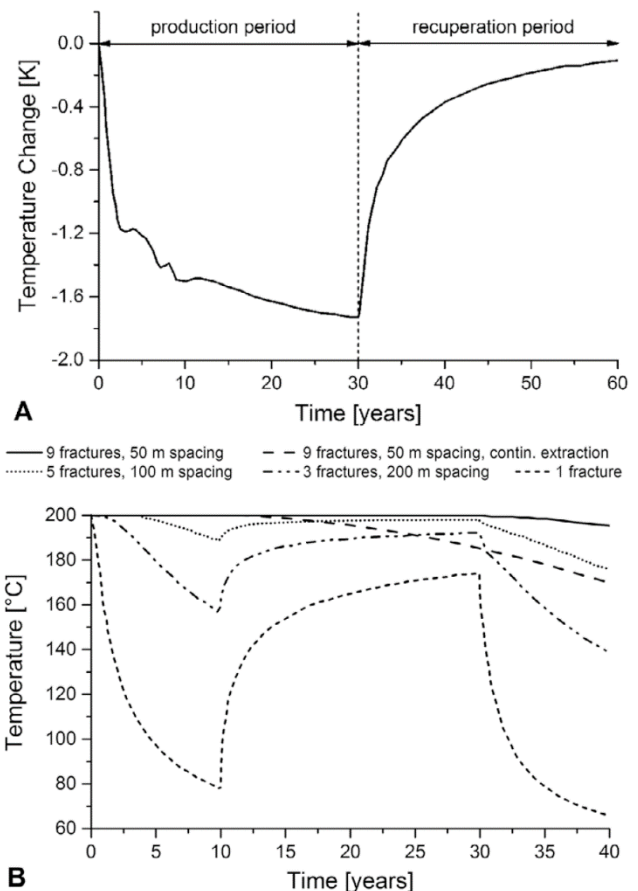 production period recuperation period
0.0
-0.4
-0.8
-1.2
-1.6
-2.0
Temperature Change [K]
0 10 20 30 40 50 60
A Time [years]
9 fractures, 50 m spacing 9 fractures, 50 m spacing, contin. extraction
5 fractures, 100 m spacing 3 fractures, 200 m spacing 1 fracture
200
180
160
140
120
100
80
60
Temperature [°C]
0 5 10 15 20 25 30 35 40
B Time [years]